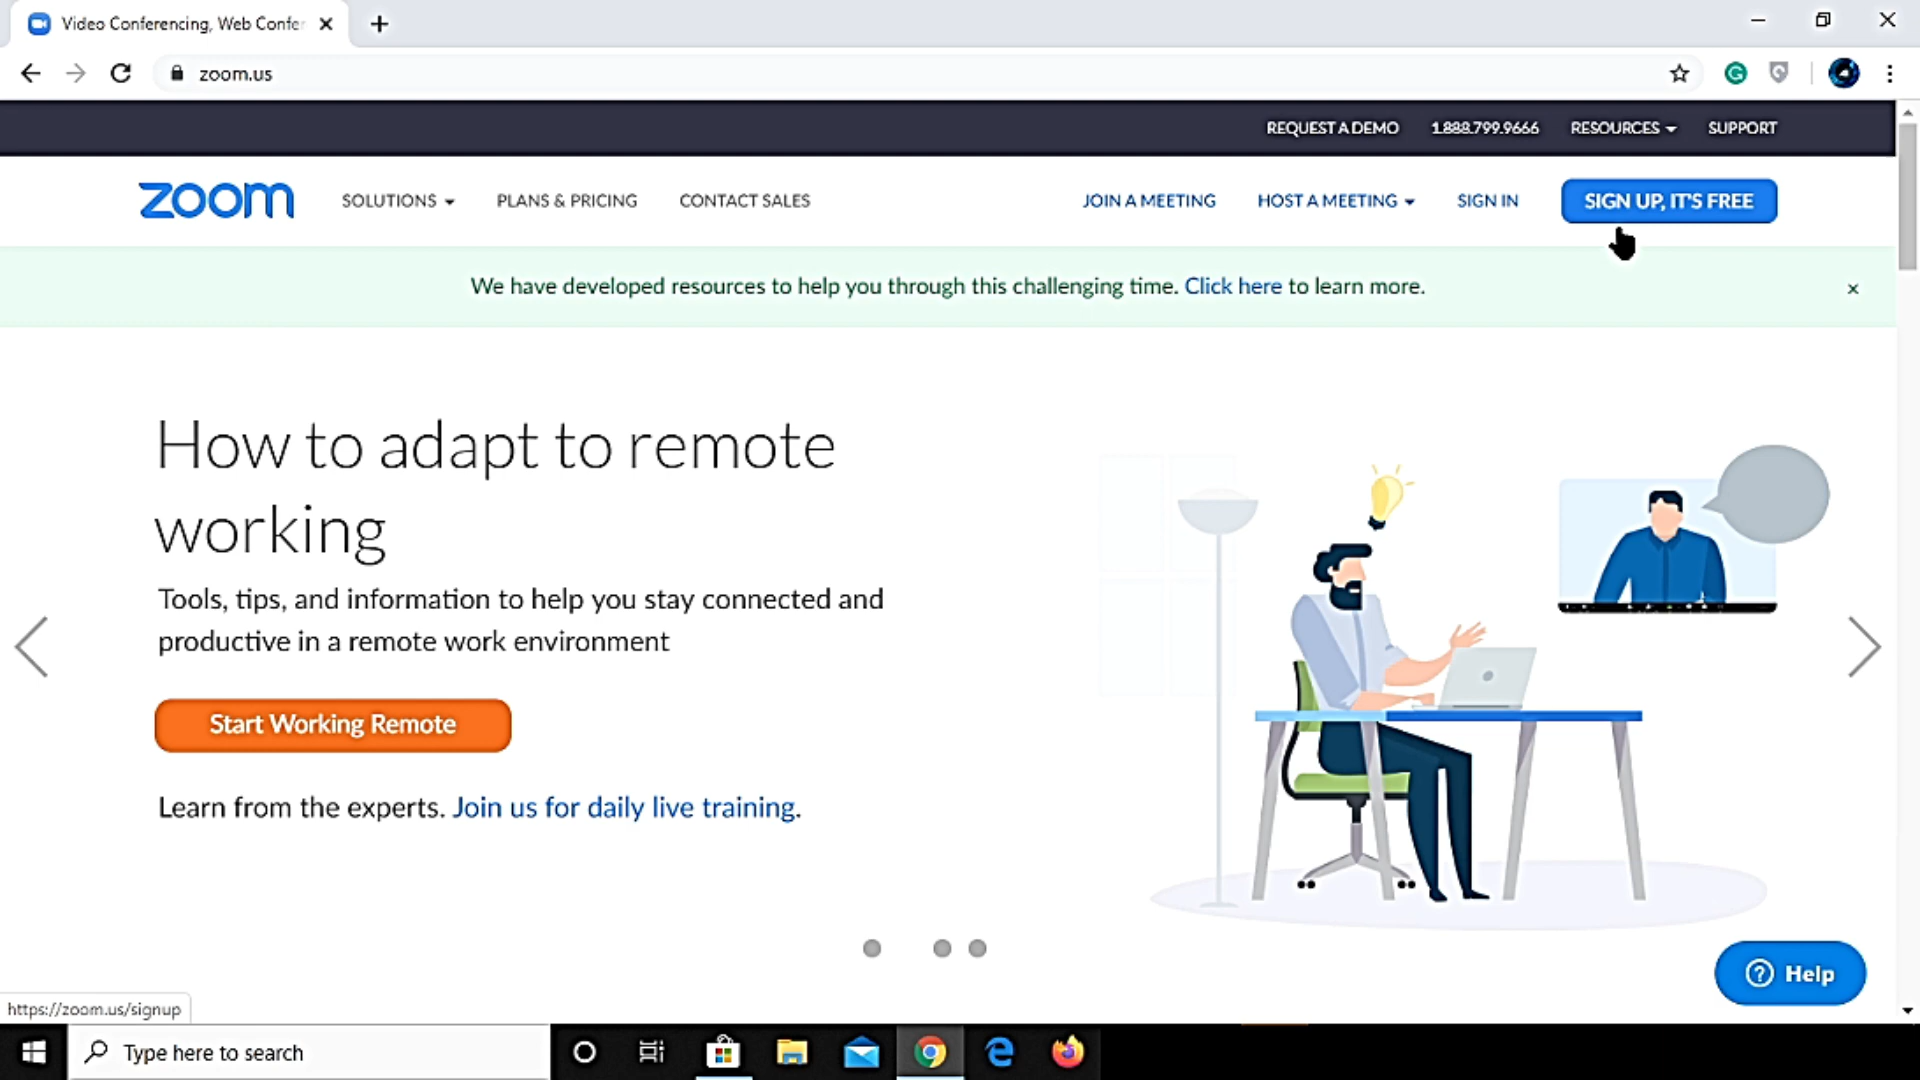 Video Conferencing, Web Confer
zoom.us
REQUEST A DEMO 1.888.799.9666 RESOURCES SUPPORT
zoom SOLUTIONS PLANS & PRICING CONTACT SALES JOIN A MEETING HOST A MEETING SIGN IN SIGN UP, IT'S FREE
We have developed resources to help you through this challenging time. Click here to learn more.
How to adapt to remote
working
Tools, tips, and information to help you stay connected and
productive in a remote work environment
Start Working Remote
Learn from the experts. Join us for daily live training.
Help
https://zoom.us/signup
Type here to search